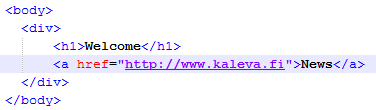 <body>
<div>
<h1>Welcome</h1>
<a href="http://www.kaleva.fi">News</a>
</div>
</body>